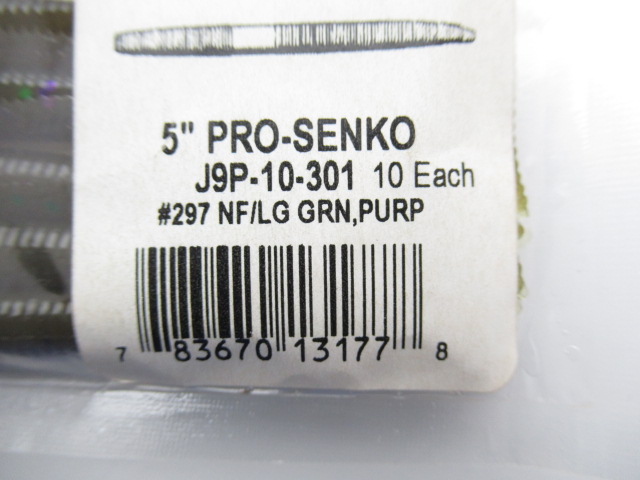 5" PRO-SENKO
J9P-10-301 10 Each
#297 NF/LG GRN,PURP
7 83670 13177 8